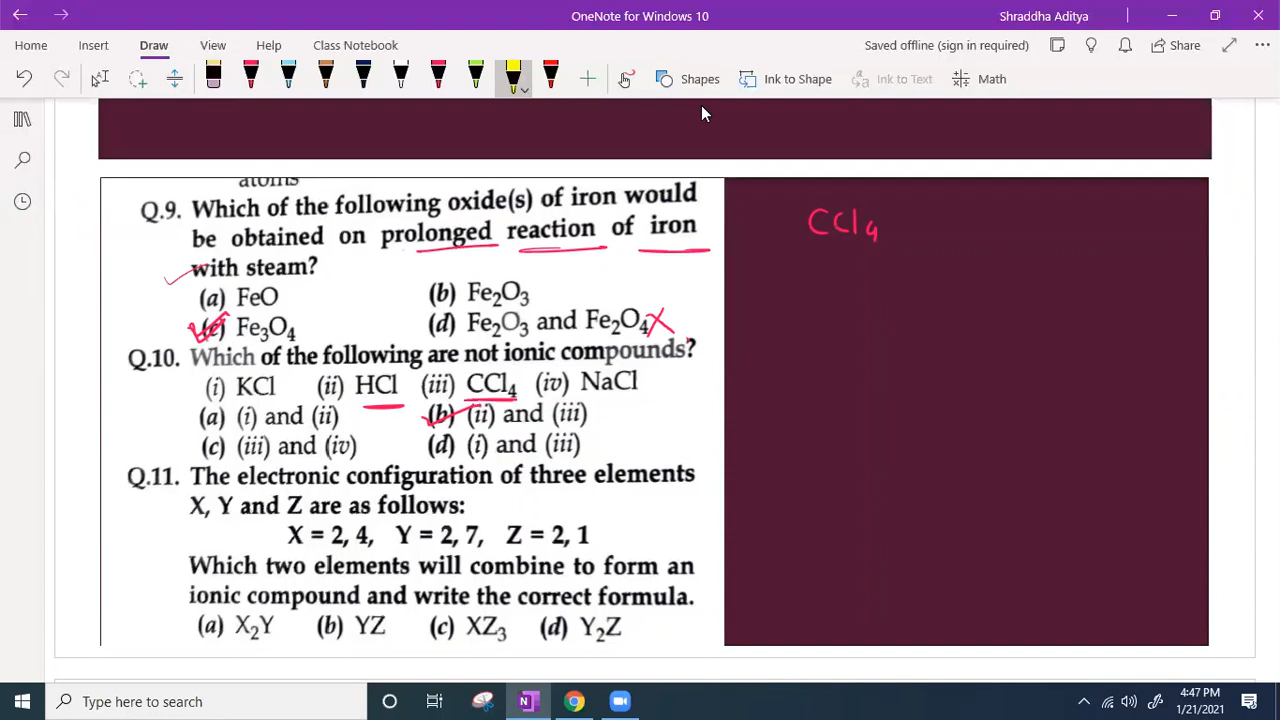 OneNote for Windows 10
Shraddha Aditya
Home Insert Draw View Help Class Notebook
Saved offline (sign in required)
Share
Shapes
Ink to Shape
Ink to Text
Math
atoms
Q.9. Which of the following oxide(s) of iron would
be obtained on prolonged reaction of iron
with steam?
(a) FeO (b) Fe₂O₃
(c) Fe₃O₄ (d) Fe₂O₃ and Fe₂O₄
Q.10. Which of the following are not ionic compounds?
(i) KCl (ii) HCl (iii) CCl₄ (iv) NaCl
(a) (i) and (ii) (b) (ii) and (iii)
(c) (iii) and (iv) (d) (i) and (iii)
Q.11. The electronic configuration of three elements
X, Y and Z are as follows:
X = 2, 4, Y = 2, 7, Z = 2, 1
Which two elements will combine to form an
ionic compound and write the correct formula.
(a) X₂Y (b) YZ (c) XZ₃ (d) Y₂Z
CCl₄
Type here to search
4:47 PM
1/21/2021